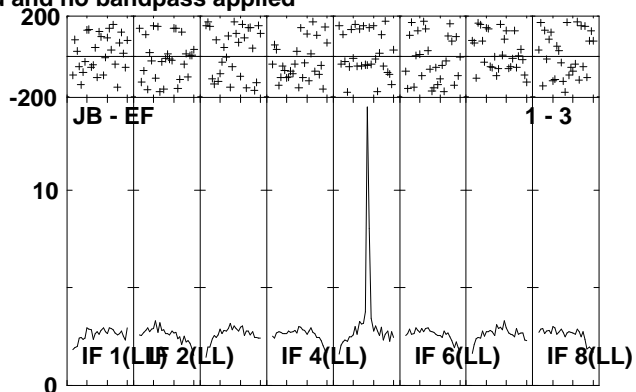 and no bandpass applied
200
-200
JB - EF 1 - 3
10
IF 1(LL) IF 2(LL) IF 4(LL) IF 6(LL) IF 8(LL)
0